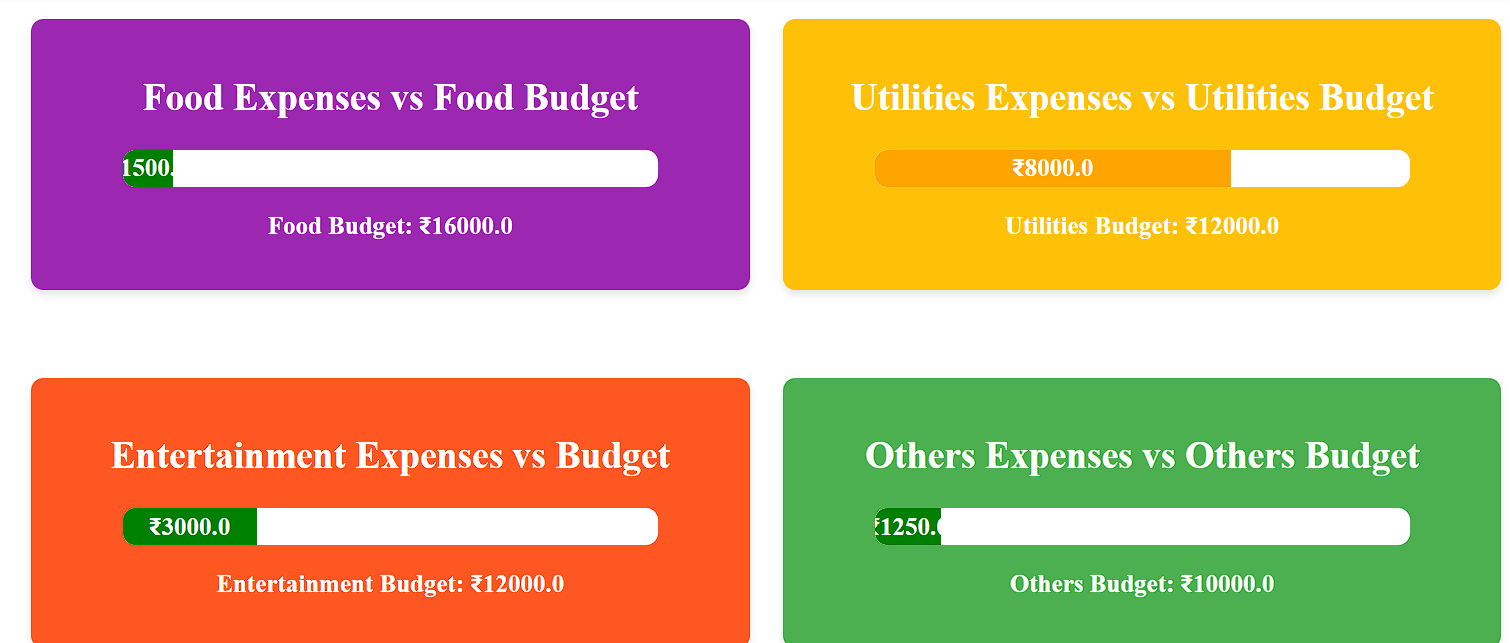 Food Expenses vs Food Budget
1500.
Food Budget: ₹16000.0
Utilities Expenses vs Utilities Budget
₹8000.0
Utilities Budget: ₹12000.0
Entertainment Expenses vs Budget
₹3000.0
Entertainment Budget: ₹12000.0
Others Expenses vs Others Budget
₹1250.0
Others Budget: ₹10000.0